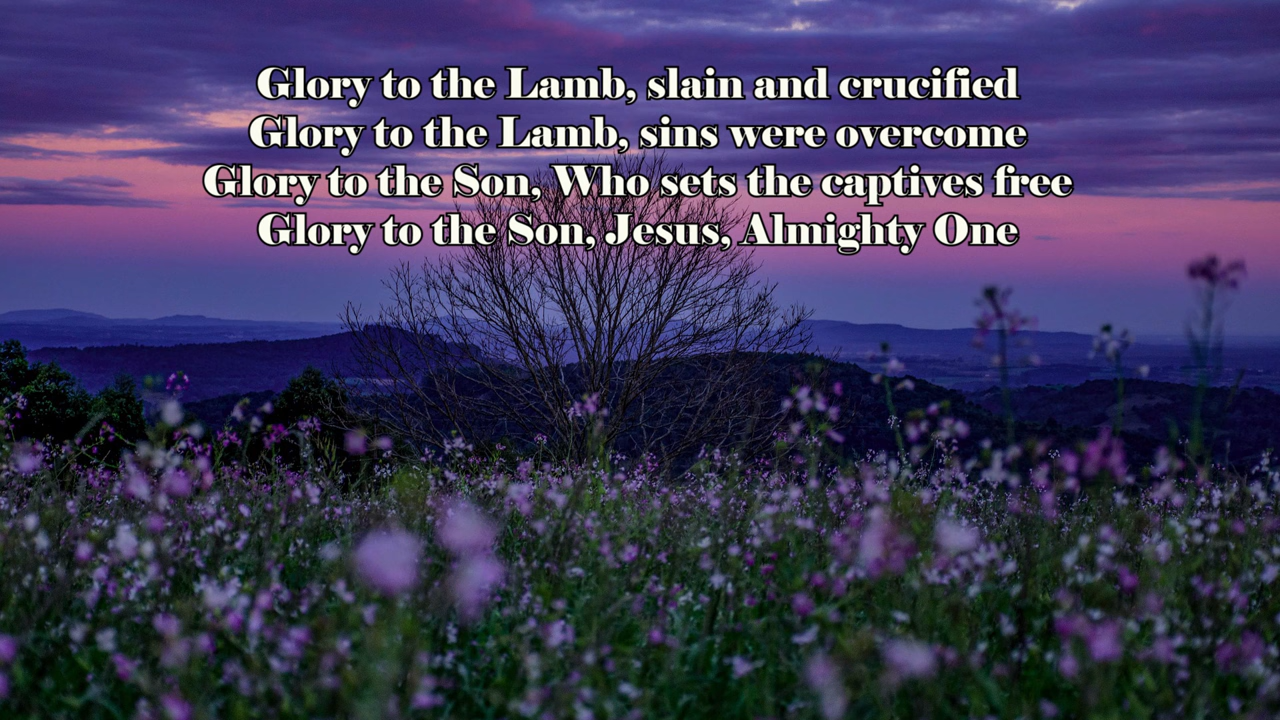 Glory to the Lamb, slain and crucified
Glory to the Lamb, sins were overcome
Glory to the Son, Who sets the captives free
Glory to the Son, Jesus, Almighty One